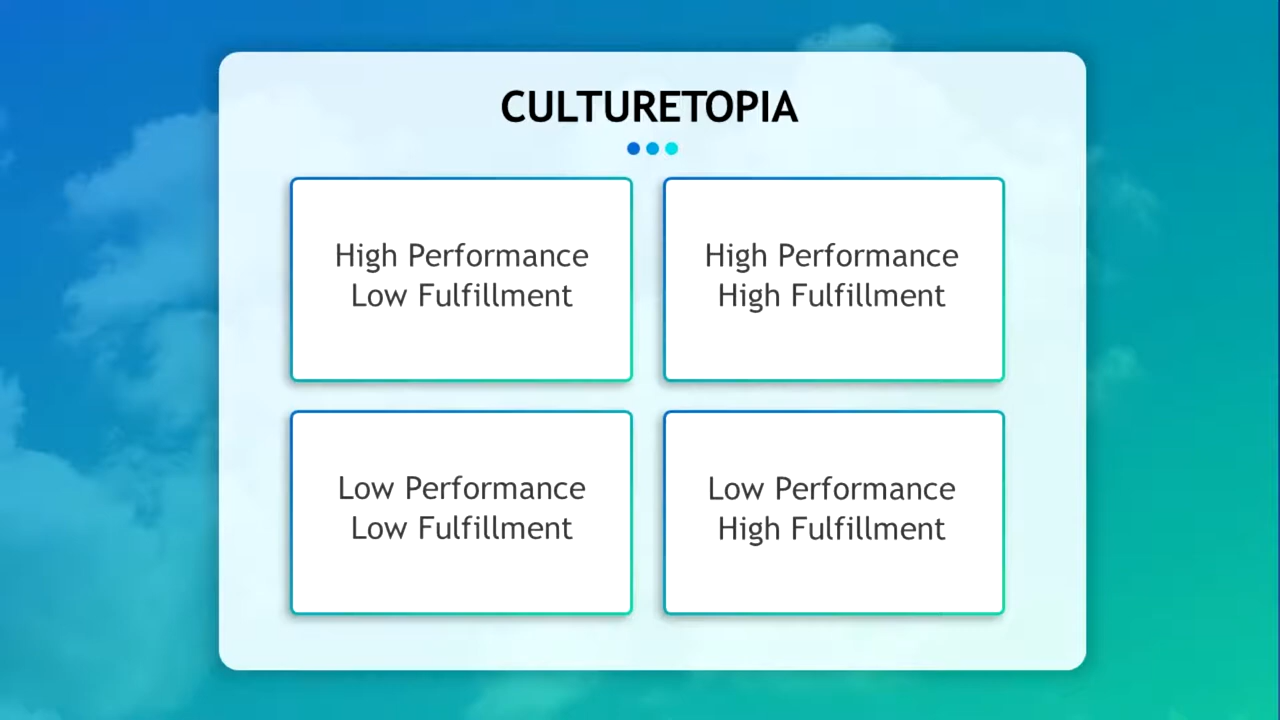 CULTURETOPIA
High Performance
Low Fulfillment
High Performance
High Fulfillment
Low Performance
Low Fulfillment
Low Performance
High Fulfillment